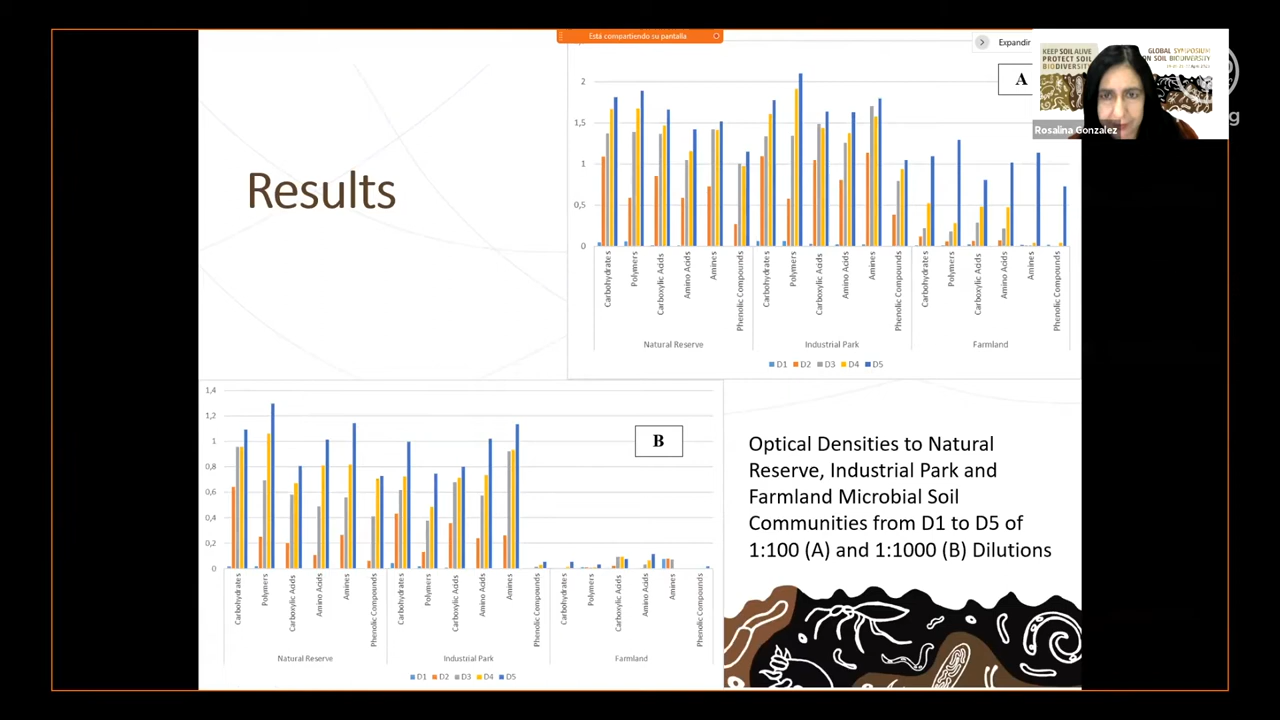 Está compartiendo su pantalla
Expandir
KEEP SOIL ALIVE
PROTECT SOIL
BIODIVERSITY
GLOBAL SYMPOSIUM
ON SOIL BIODIVERSITY
Rosalina Gonzalez
Results
A
2
1,5
1
0,5
0
Carbohydrates
Polymers
Carboxylic Acids
Amino Acids
Amines
Phenolic Compounds
Carbohydrates
Polymers
Carboxylic Acids
Amino Acids
Amines
Phenolic Compounds
Carbohydrates
Polymers
Carboxylic Acids
Amino Acids
Amines
Phenolic Compounds
Natural Reserve
Industrial Park
Farmland
D1 D2 D3 D4 D5
B
1,4
1,2
1
0,8
0,6
0,4
0,2
0
Carbohydrates
Polymers
Carboxylic Acids
Amino Acids
Amines
Phenolic Compounds
Carbohydrates
Polymers
Carboxylic Acids
Amino Acids
Amines
Phenolic Compounds
Carbohydrates
Polymers
Carboxylic Acids
Amino Acids
Amines
Phenolic Compounds
Natural Reserve
Industrial Park
Farmland
D1 D2 D3 D4 D5
Optical Densities to Natural
Reserve, Industrial Park and
Farmland Microbial Soil
Communities from D1 to D5 of
1:100 (A) and 1:1000 (B) Dilutions